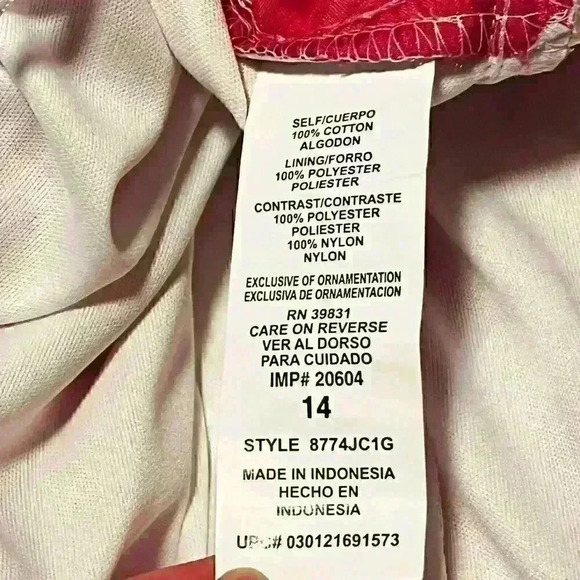 SELF/CUERPO
100% COTTON
ALGODON
LINING/FORRO
100% POLYESTER
POLIESTER
CONTRAST/CONTRASTE
100% POLYESTER
POLIESTER
100% NYLON
NYLON
EXCLUSIVE OF ORNAMENTATION
EXCLUSIVA DE ORNAMENTACION
RN 39831
CARE ON REVERSE
VER AL DORSO
PARA CUIDADO
IMP# 20604
14
STYLE 8774JC1G
MADE IN INDONESIA
HECHO EN
INDONESIA
UPC# 030121691573